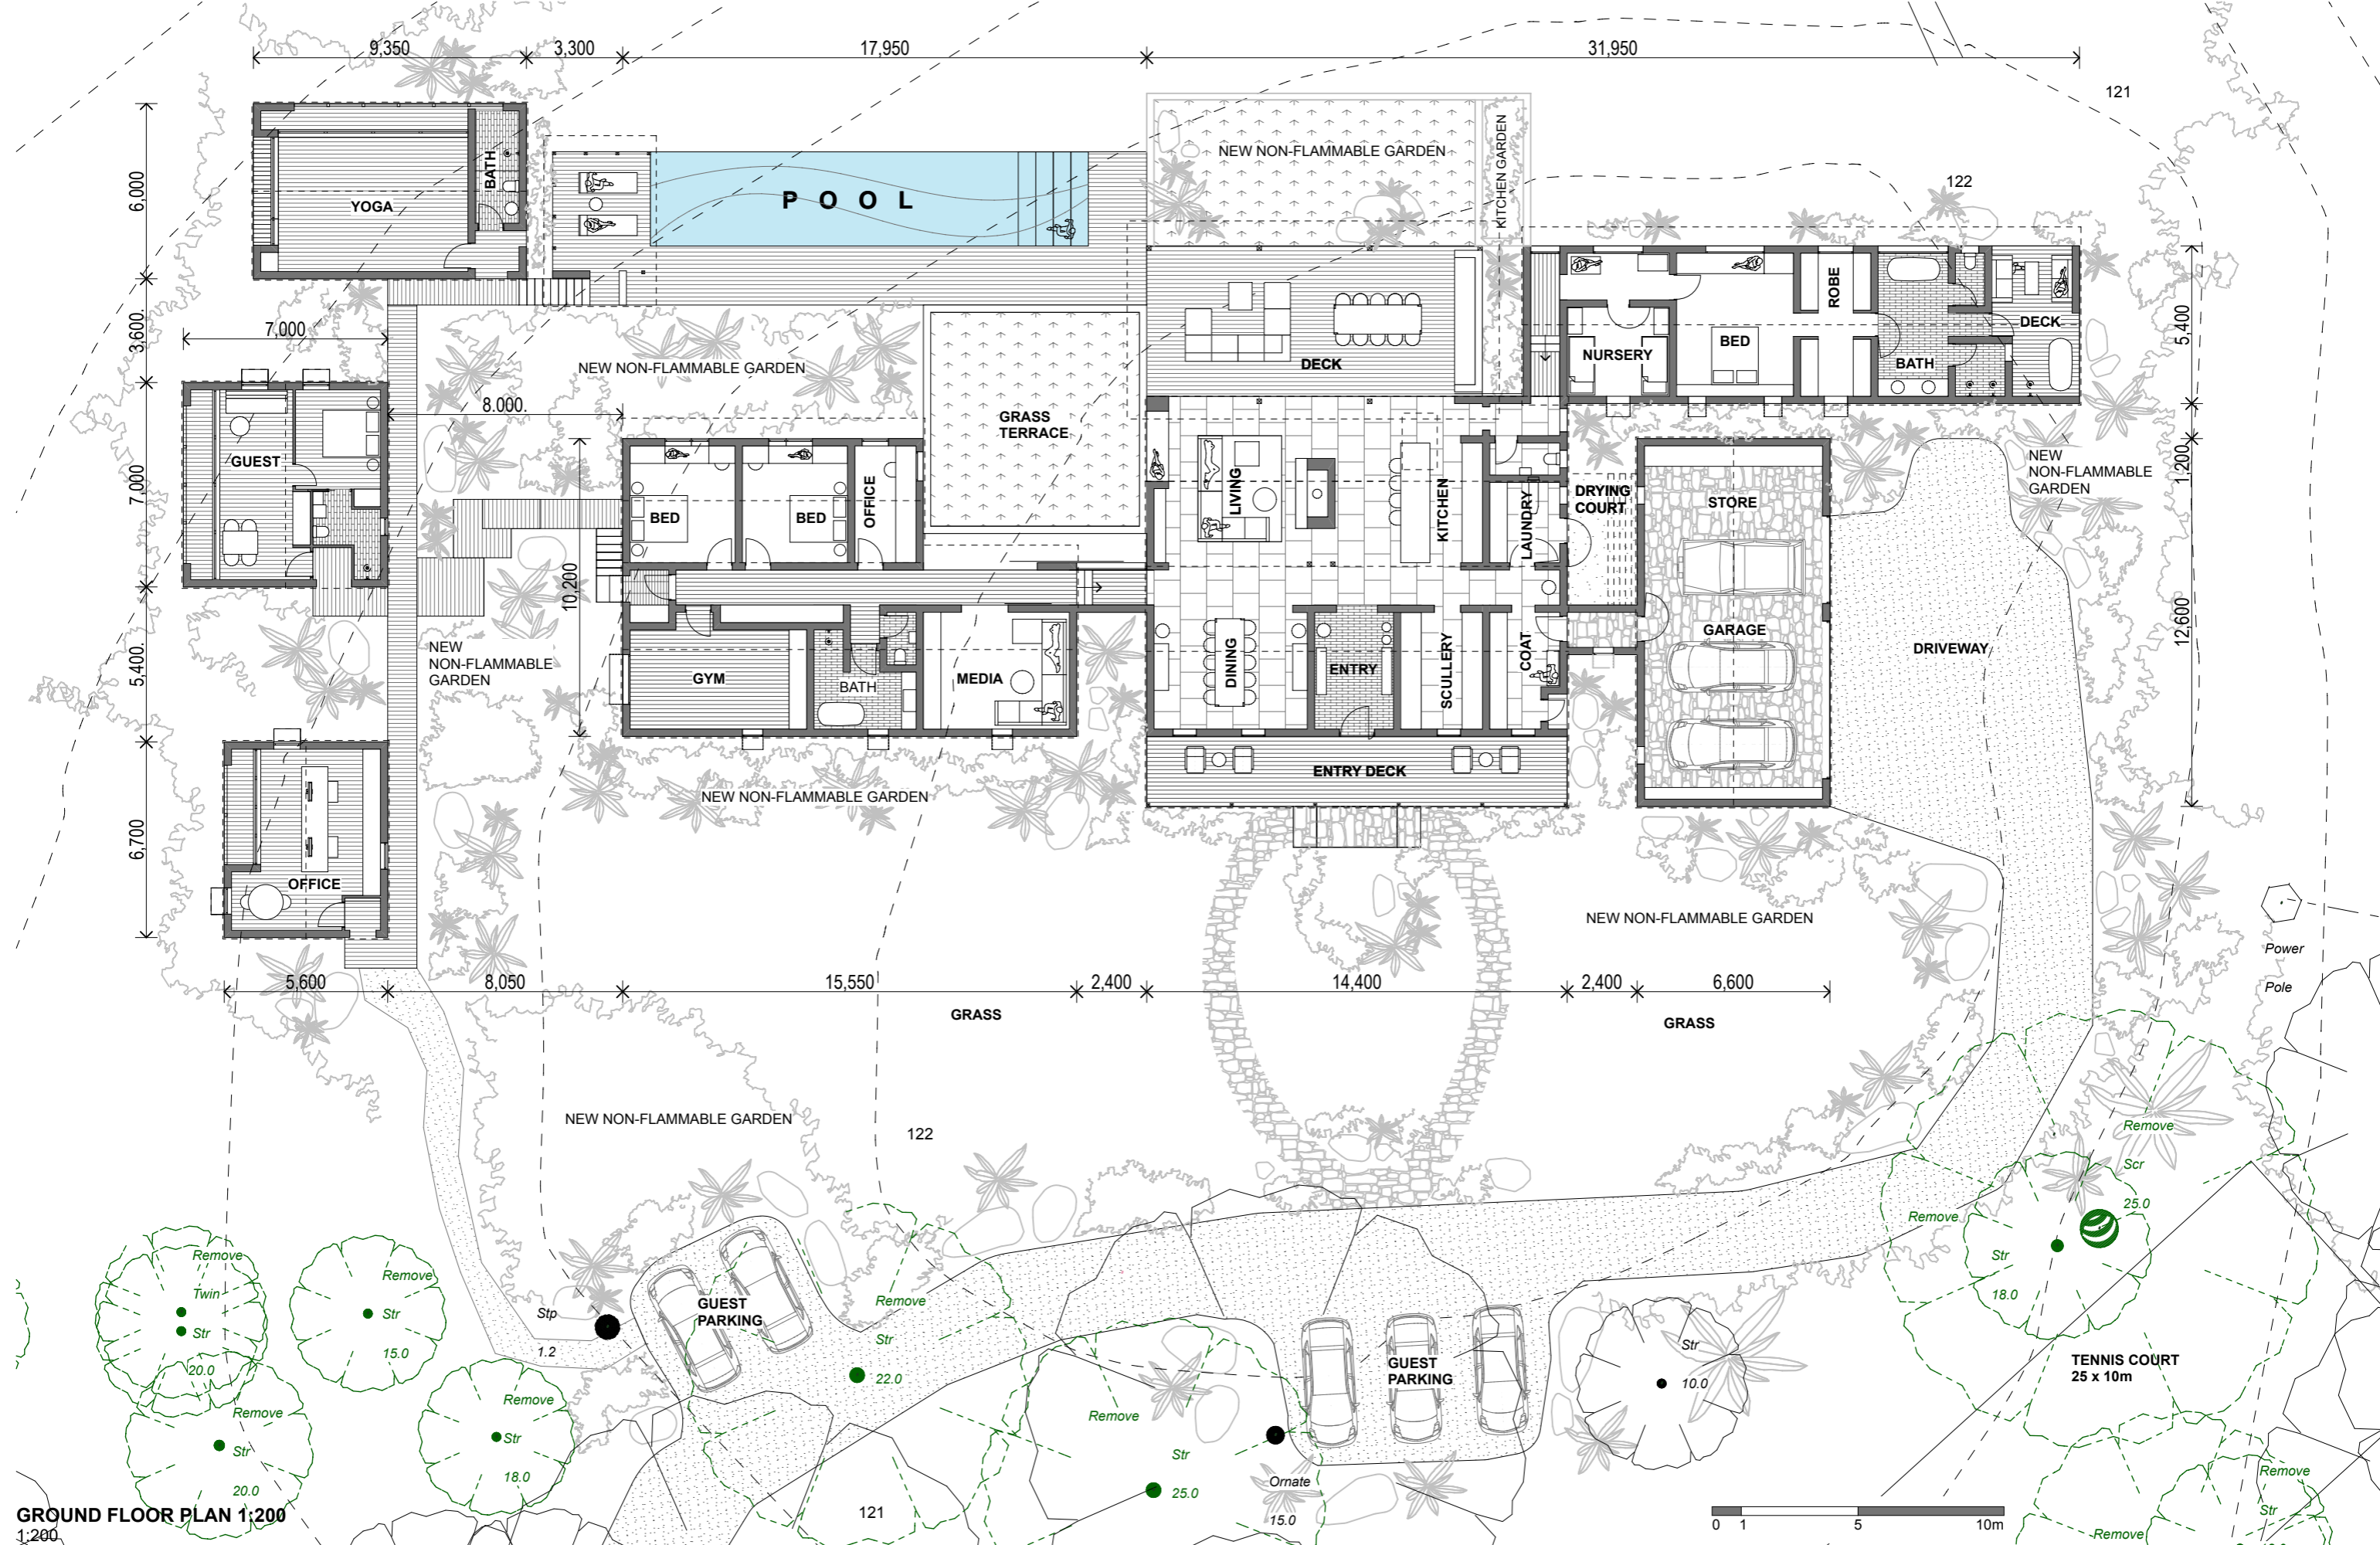 9,350
3,300
17,950
31,950
121
6,000
YOGA
BATH
P O O L
NEW NON-FLAMMABLE GARDEN
KITCHEN GARDEN
122
3,600.
7,000
NEW NON-FLAMMABLE GARDEN
8.000.
GRASS
TERRACE
DECK
NURSERY
BED
ROBE
BATH
DECK
5,400
7,000
GUEST
BED
BED
OFFICE
LIVING
KITCHEN
LAUNDRY
DRYING
COURT
STORE
NEW
NON-FLAMMABLE
GARDEN
1,200
10,200
5,400.
NEW
NON-FLAMMABLE
GARDEN
GYM
BATH
MEDIA
DINING
ENTRY
SCULLERY
COAT
GARAGE
DRIVEWAY
12,600
ENTRY DECK
NEW NON-FLAMMABLE GARDEN
6,700
OFFICE
NEW NON-FLAMMABLE GARDEN
Power
Pole
5,600
8,050
15,550
2,400
14,400
2,400
6,600
GRASS
GRASS
NEW NON-FLAMMABLE GARDEN
122
Remove
Scr
25.0
Remove
Str
18.0
Remove
Twin
Str
20.0
Remove
Str
15.0
Stp
1.2
GUEST
PARKING
Remove
Str
22.0
GUEST
PARKING
Str
10.0
TENNIS COURT
25 x 10m
Remove
Str
20.0
Remove
Str
18.0
Remove
Str
25.0
Ornate
15.0
121
Remove
Str
Remove
GROUND FLOOR PLAN 1:200
1:200
0 1 5 10m